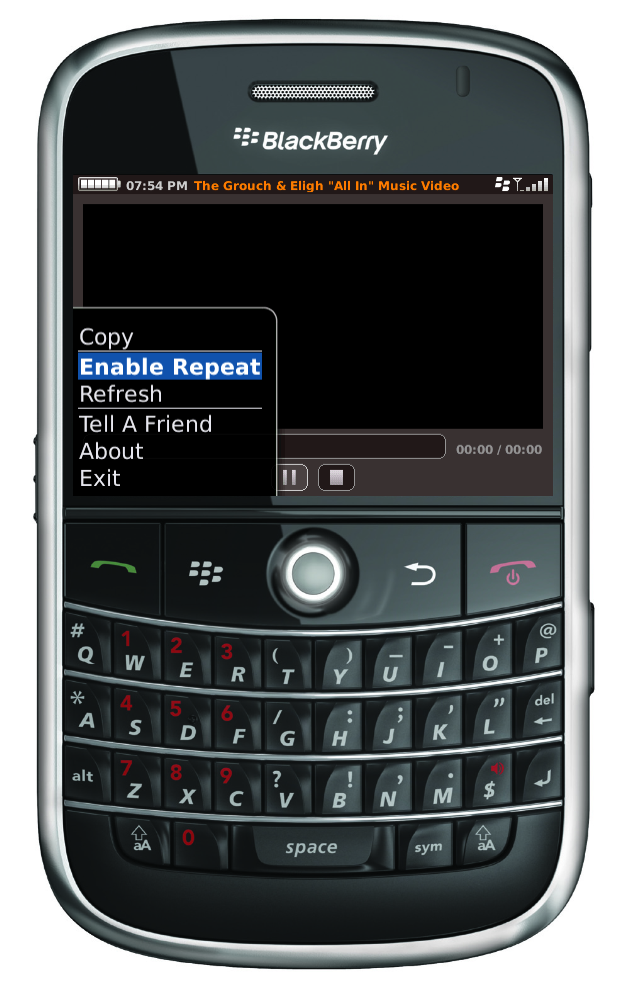 BlackBerry
07:54 PM The Grouch & Eligh "All In" Music Video
Copy
Enable Repeat
Refresh
Tell A Friend
About
Exit
00:00 / 00:00
# 1 2 3 ( ) _ - + @
Q W E R T Y U I O P
* 4 5 6 / : ; ' " del
A S D F G H J K L
alt 7 8 9 ? ! , . $
Z X C V B N M
aA 0 space sym aA